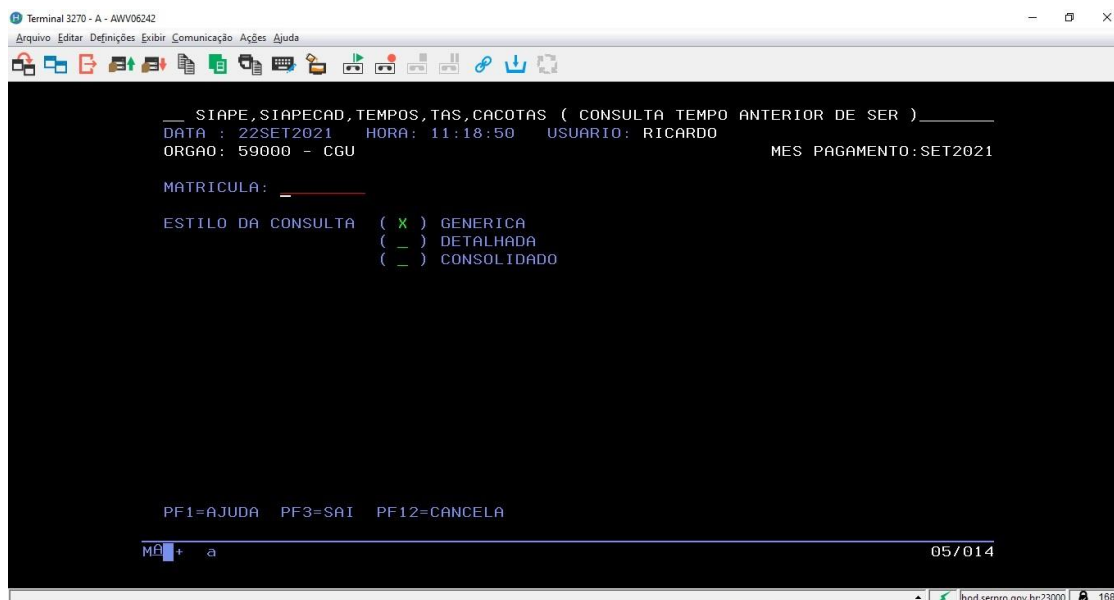 Terminal 3270 - A - AWV06242
Arquivo Editar Definições Exibir Comunicação Ações Ajuda
__ SIAPE,SIAPECAD,TEMPOS,TAS,CACOTAS ( CONSULTA TEMPO ANTERIOR DE SER )_______
DATA : 22SET2021 HORA: 11:18:50 USUARIO: RICARDO
ORGAO: 59000 - CGU MES PAGAMENTO:SET2021
MATRICULA: _________
ESTILO DA CONSULTA ( X ) GENERICA
( _ ) DETALHADA
( _ ) CONSOLIDADO
PF1=AJUDA PF3=SAI PF12=CANCELA
MA + a 05/014
hod.serpro.gov.br:23000 168